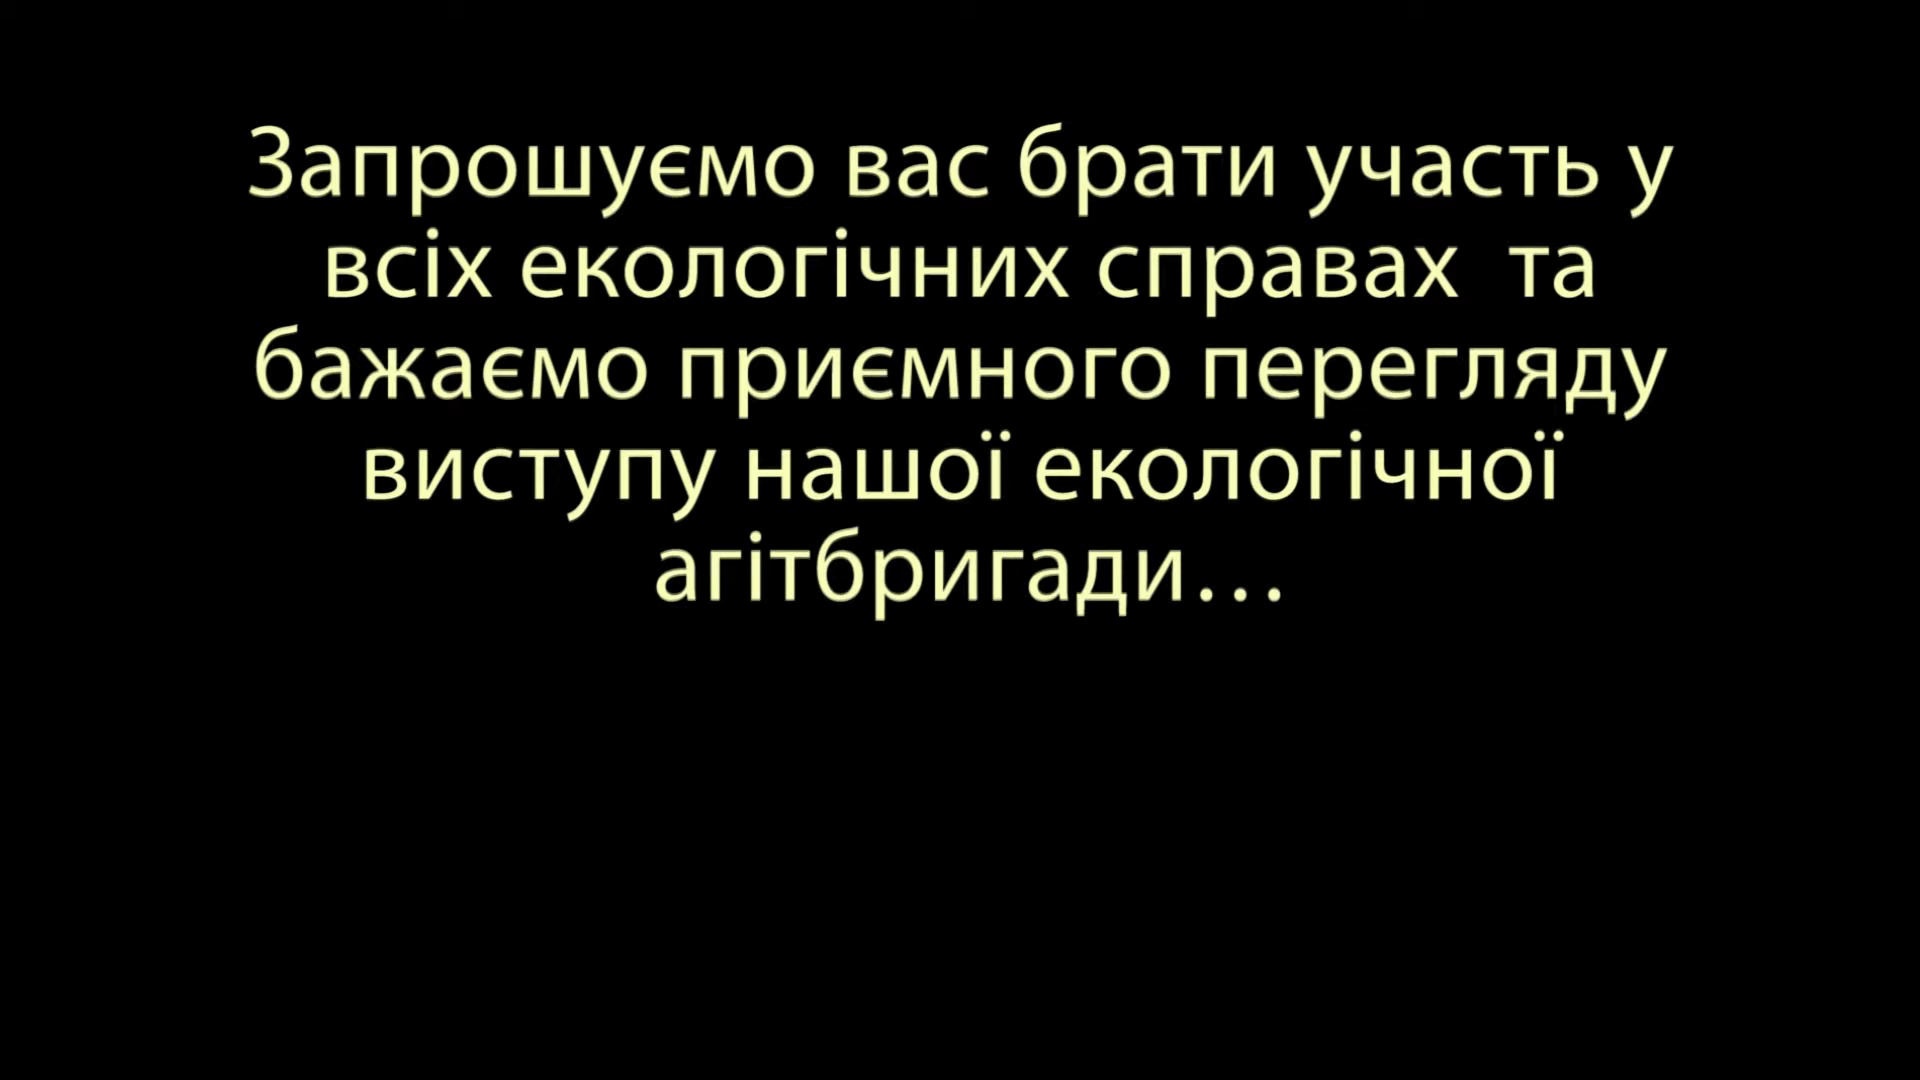 Запрошуємо вас брати участь у
всіх екологічних справах  та
бажаємо приємного перегляду
виступу нашої екологічної
агітбригади…